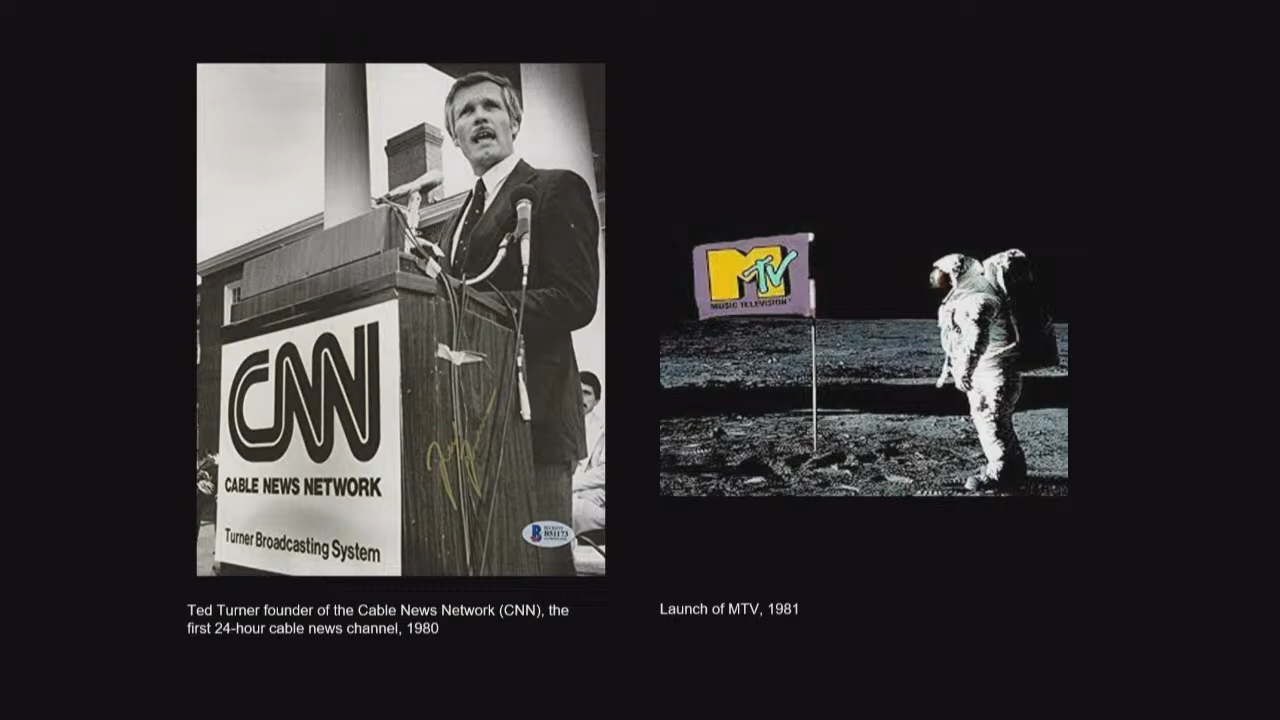 CNN
CABLE NEWS NETWORK
Turner Broadcasting System
B51173
MTV
MUSIC TELEVISION
Ted Turner founder of the Cable News Network (CNN), the
first 24-hour cable news channel, 1980
Launch of MTV, 1981